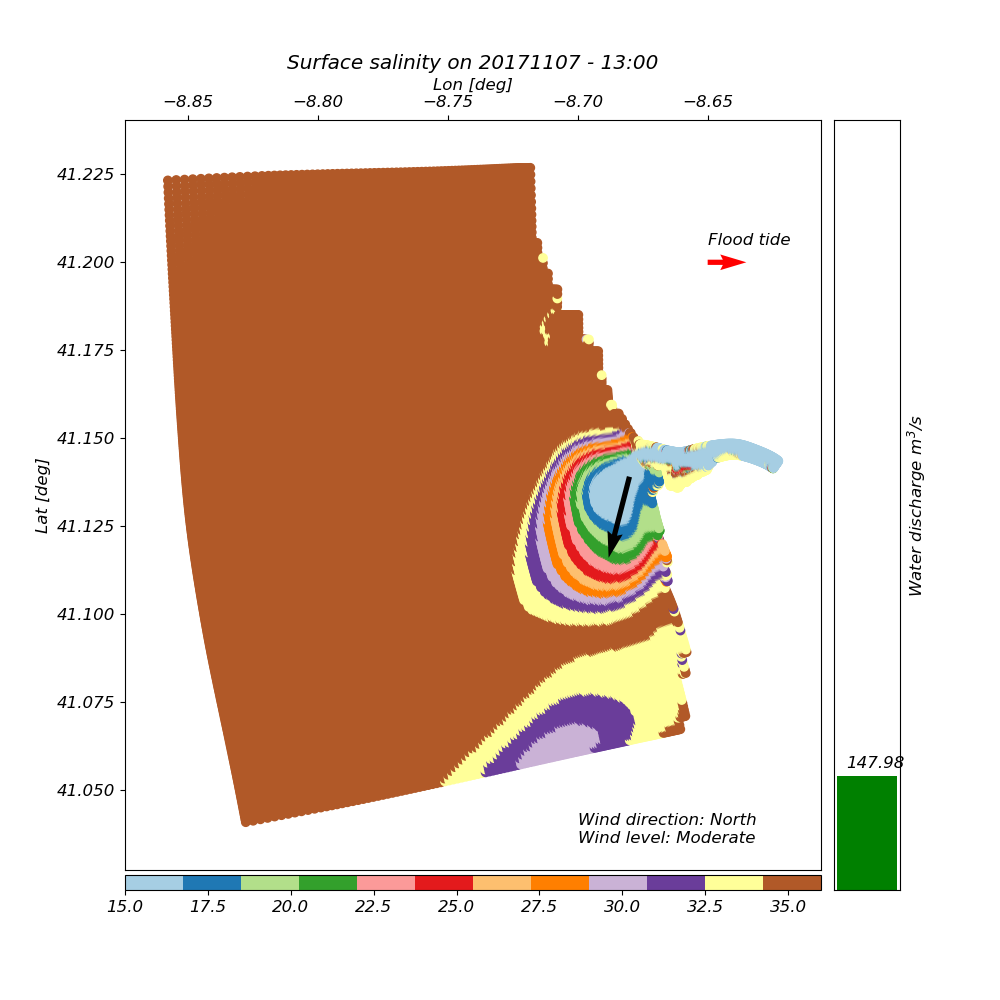 Surface salinity on 20171107 - 13:00
Lon [deg]
−8.85 −8.80 −8.75 −8.70 −8.65
41.225
41.200
41.175
41.150
41.125
41.100
41.075
41.050
Lat [deg]
Flood tide
Wind direction: North
Wind level: Moderate
15.0 17.5 20.0 22.5 25.0 27.5 30.0 32.5 35.0
147.98
Water discharge m³/s